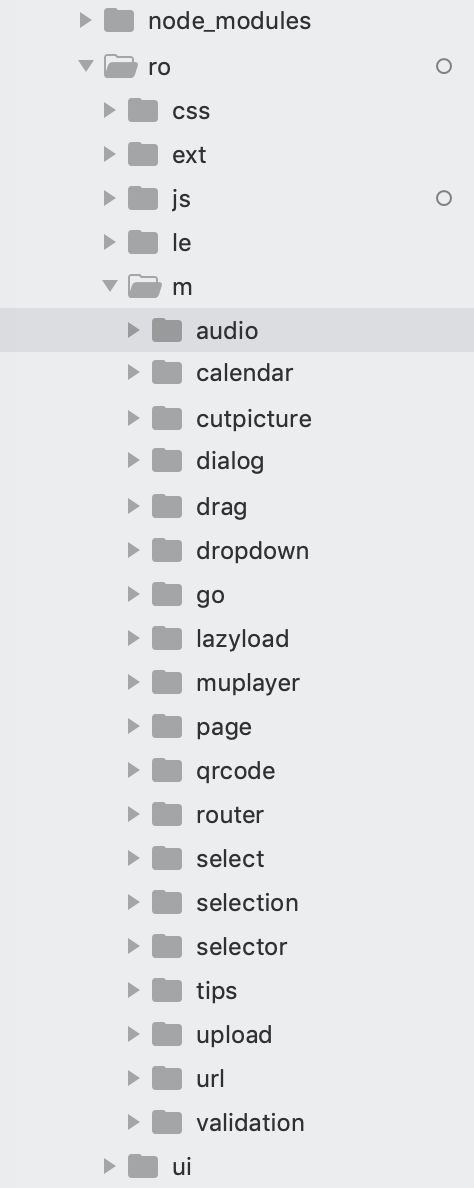 node_modules
ro
css
ext
js
le
m
audio
calendar
cutpicture
dialog
drag
dropdown
go
lazyload
muplayer
page
qrcode
router
select
selection
selector
tips
upload
url
validation
ui